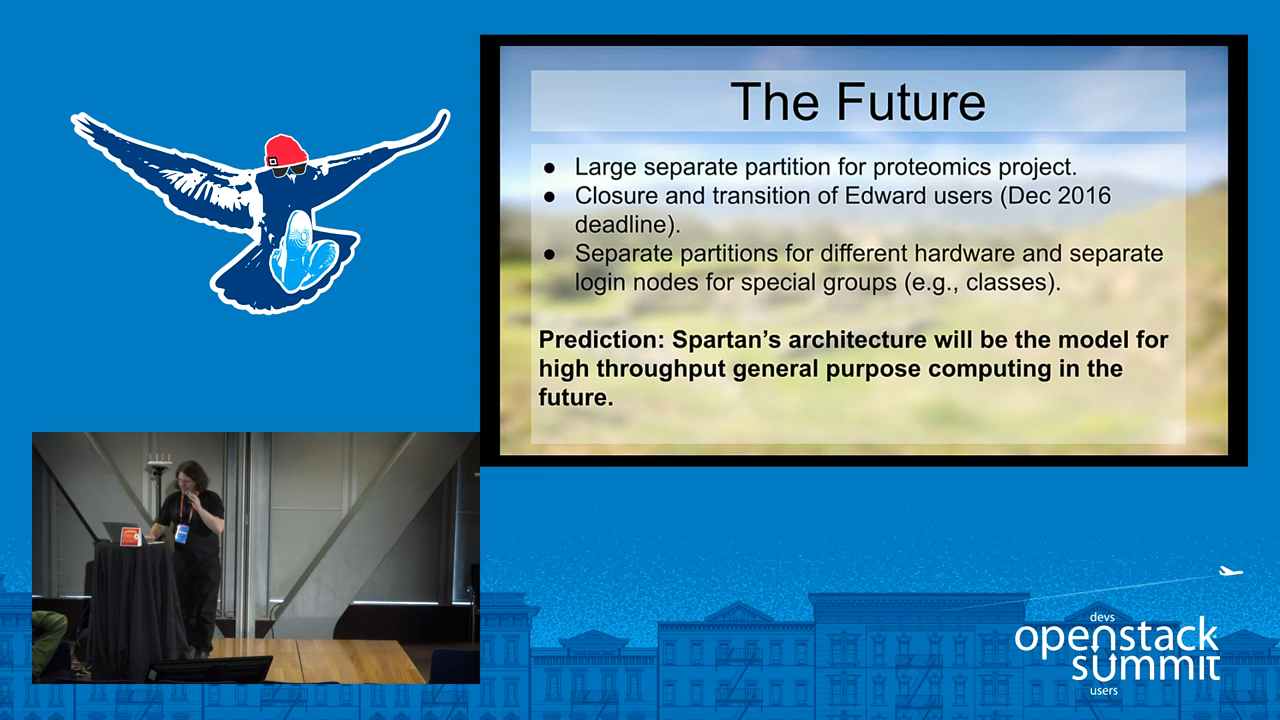 The Future
● Large separate partition for proteomics project.
● Closure and transition of Edward users (Dec 2016
deadline).
● Separate partitions for different hardware and separate
login nodes for special groups (e.g., classes).
Prediction: Spartan's architecture will be the model for
high throughput general purpose computing in the
future.
devs
openstack
summit
users